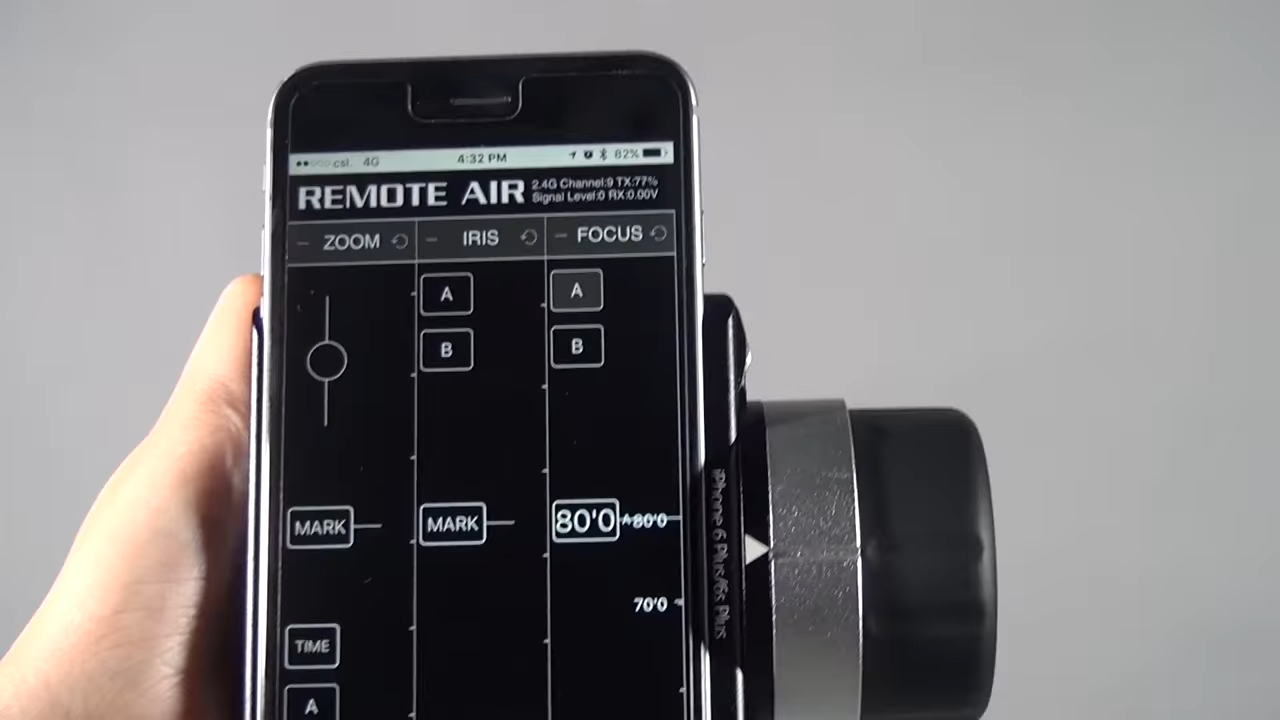 csl. 4G 4:32 PM 82%
REMOTE AIR
2.4G Channel:9 TX:77%
Signal Level:0 RX:0.00V
ZOOM IRIS FOCUS
A A
B B
MARK MARK 80'0 A 80'0
70'0
TIME
A
iPhone 6 Plus/6s Plus